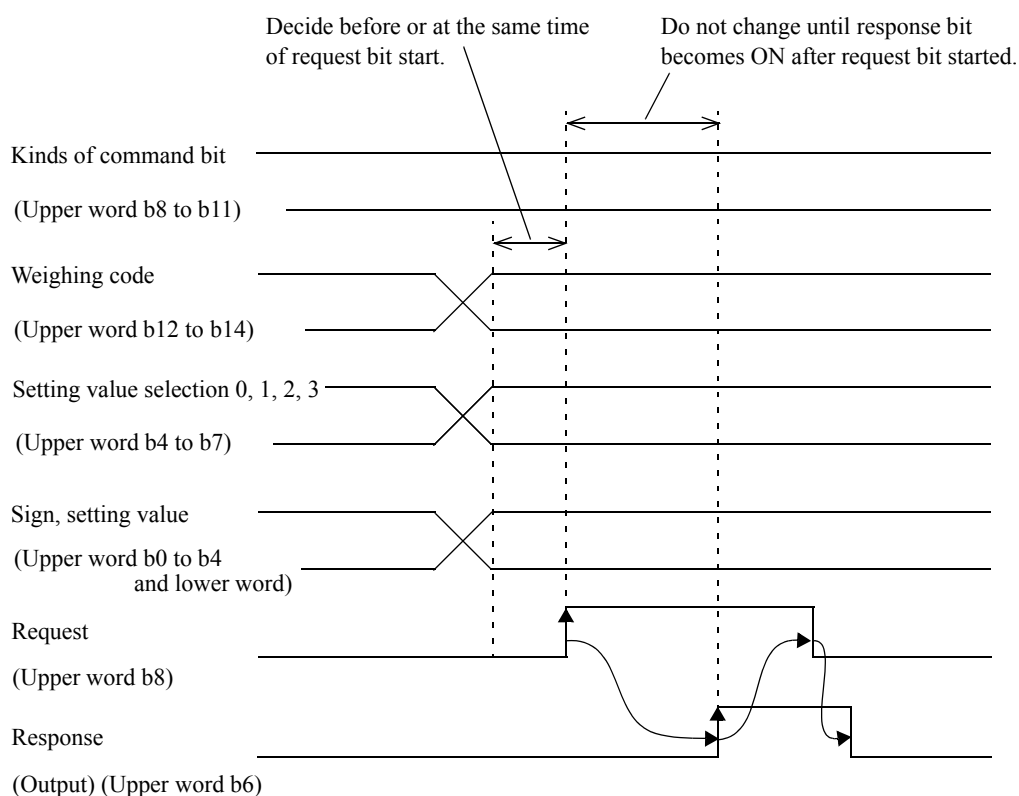 Decide before or at the same time
of request bit start.
Do not change until response bit
becomes ON after request bit started.
Kinds of command bit
(Upper word b8 to b11)
Weighing code
(Upper word b12 to b14)
Setting value selection 0, 1, 2, 3
(Upper word b4 to b7)
Sign, setting value
(Upper word b0 to b4
and lower word)
Request
(Upper word b8)
Response
(Output) (Upper word b6)